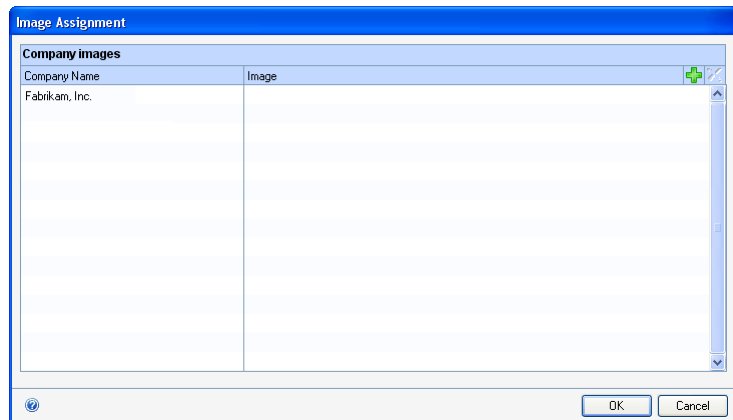 Image Assignment
Company images
Company Name Image
Fabrikam, Inc.
OK Cancel